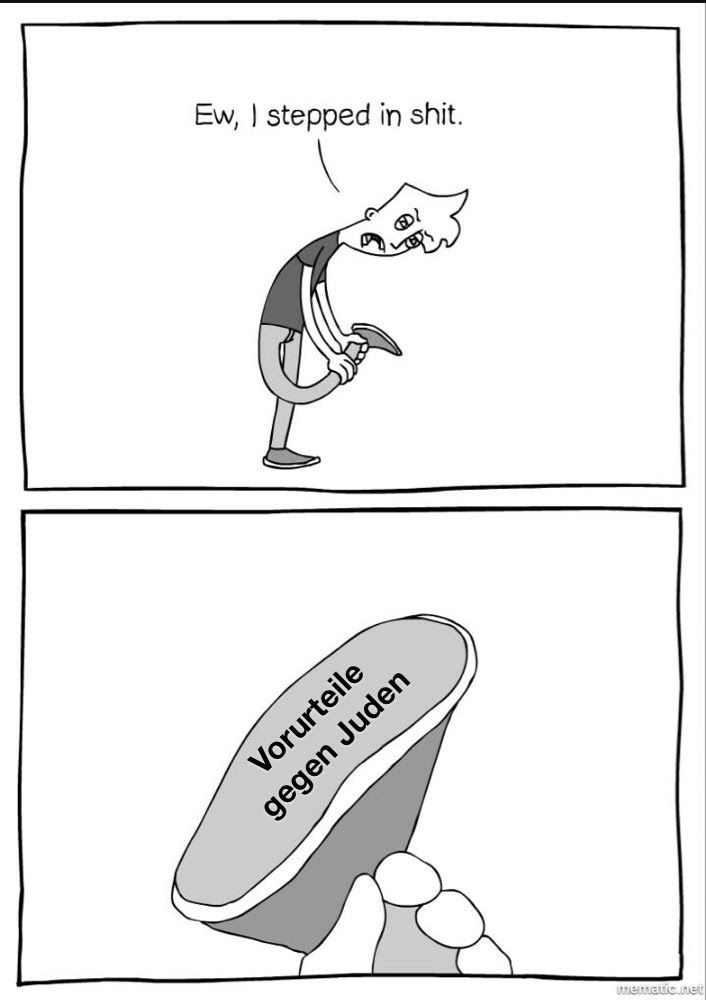 Ew, I stepped in shit.
Vorurteile
gegen Juden
mematic.net